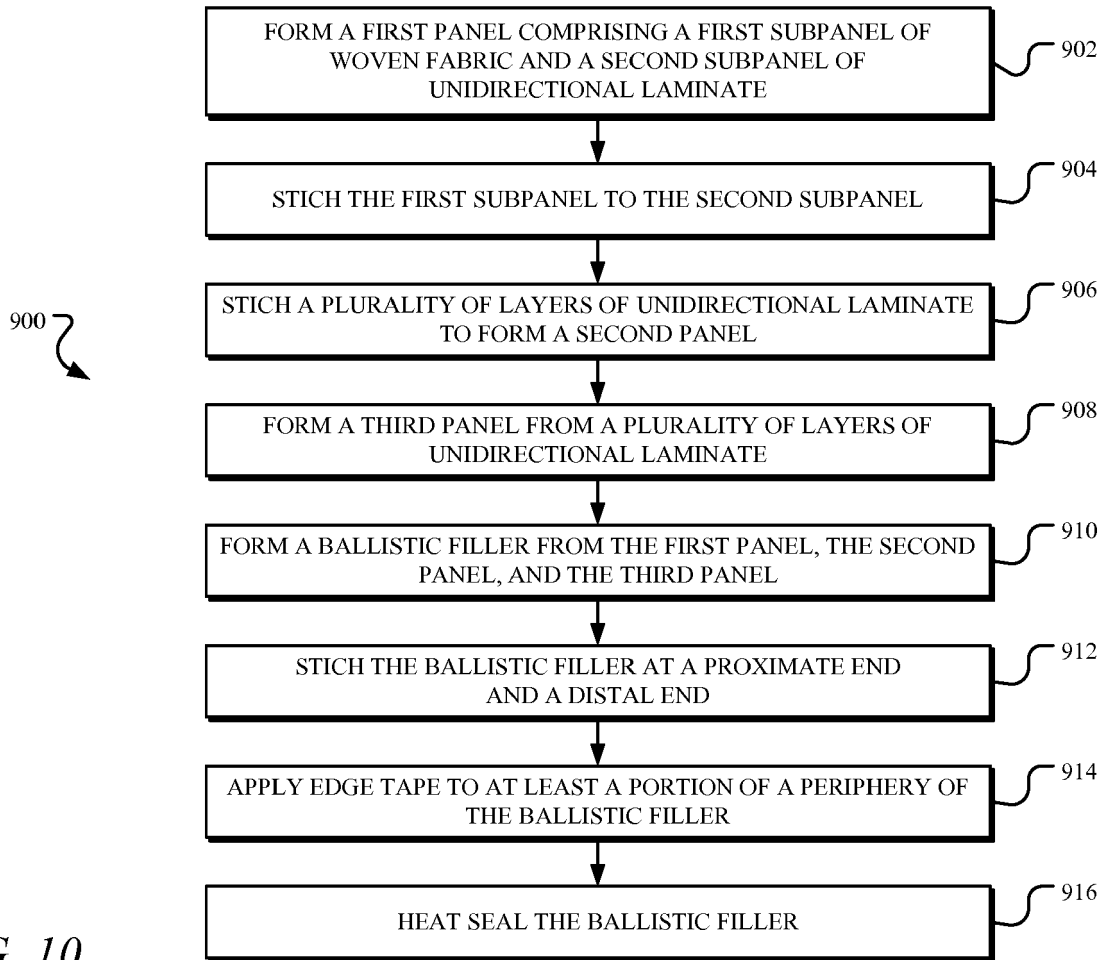 FORM A FIRST PANEL COMPRISING A FIRST SUBPANEL OF
WOVEN FABRIC AND A SECOND SUBPANEL OF
UNIDIRECTIONAL LAMINATE
902
STICH THE FIRST SUBPANEL TO THE SECOND SUBPANEL
904
STICH A PLURALITY OF LAYERS OF UNIDIRECTIONAL LAMINATE
TO FORM A SECOND PANEL
906
900
FORM A THIRD PANEL FROM A PLURALITY OF LAYERS OF
UNIDIRECTIONAL LAMINATE
908
FORM A BALLISTIC FILLER FROM THE FIRST PANEL, THE SECOND
PANEL, AND THE THIRD PANEL
910
STICH THE BALLISTIC FILLER AT A PROXIMATE END
AND A DISTAL END
912
APPLY EDGE TAPE TO AT LEAST A PORTION OF A PERIPHERY OF
THE BALLISTIC FILLER
914
HEAT SEAL THE BALLISTIC FILLER
916
10